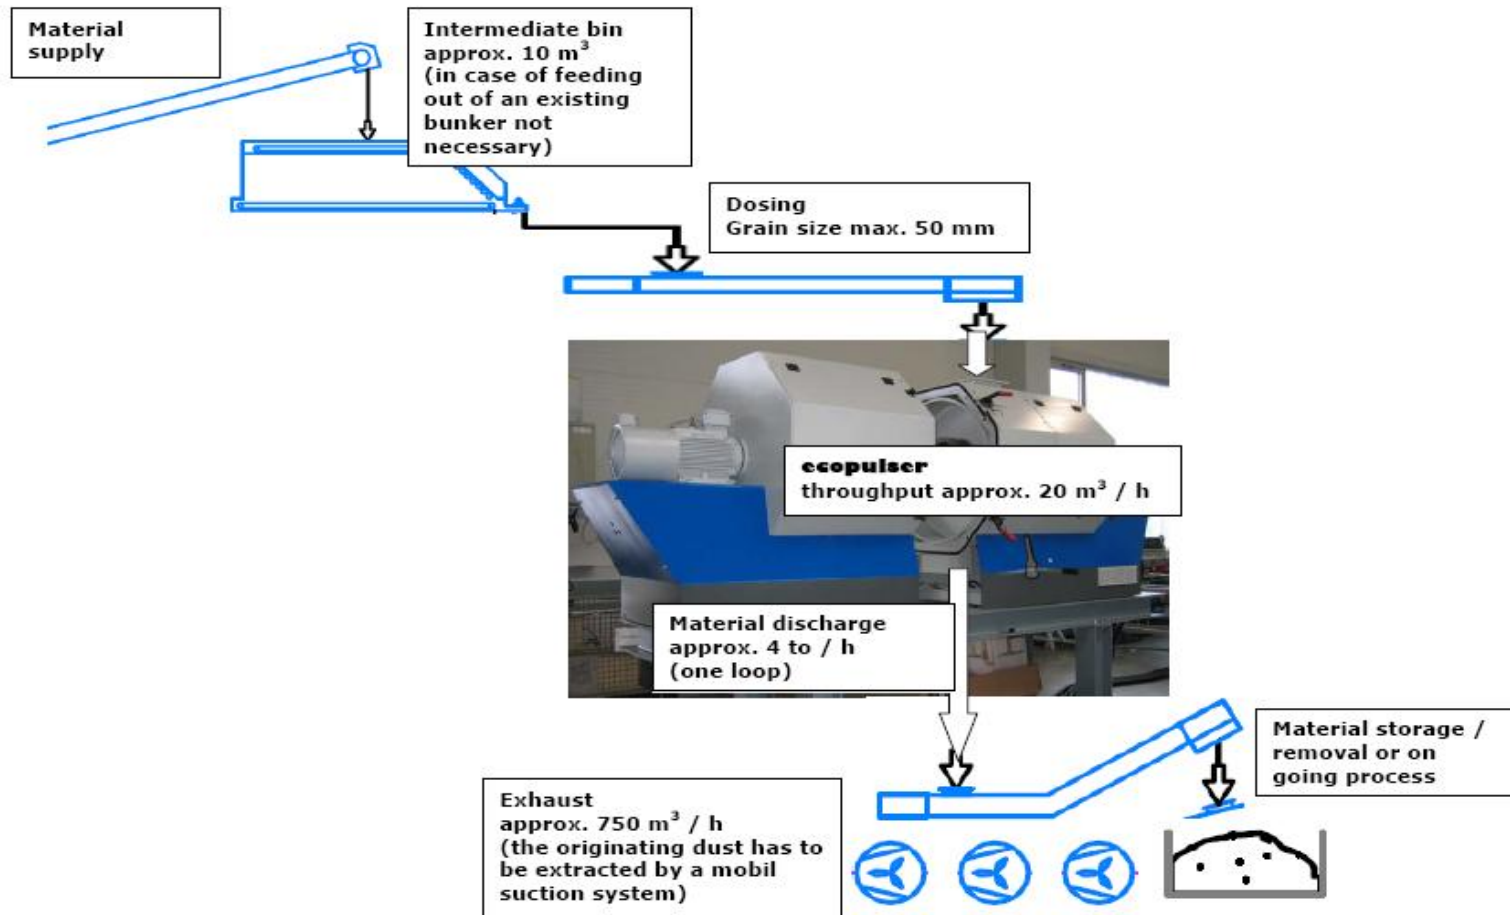 Material
supply
Intermediate bin
approx. 10 m³
(in case of feeding
out of an existing
bunker not
necessary)
Dosing
Grain size max. 50 mm
ecopulser
throughput approx. 20 m³ / h
Material discharge
approx. 4 to / h
(one loop)
Material storage /
removal or on
going process
Exhaust
approx. 750 m³ / h
(the originating dust has to
be extracted by a mobil
suction system)